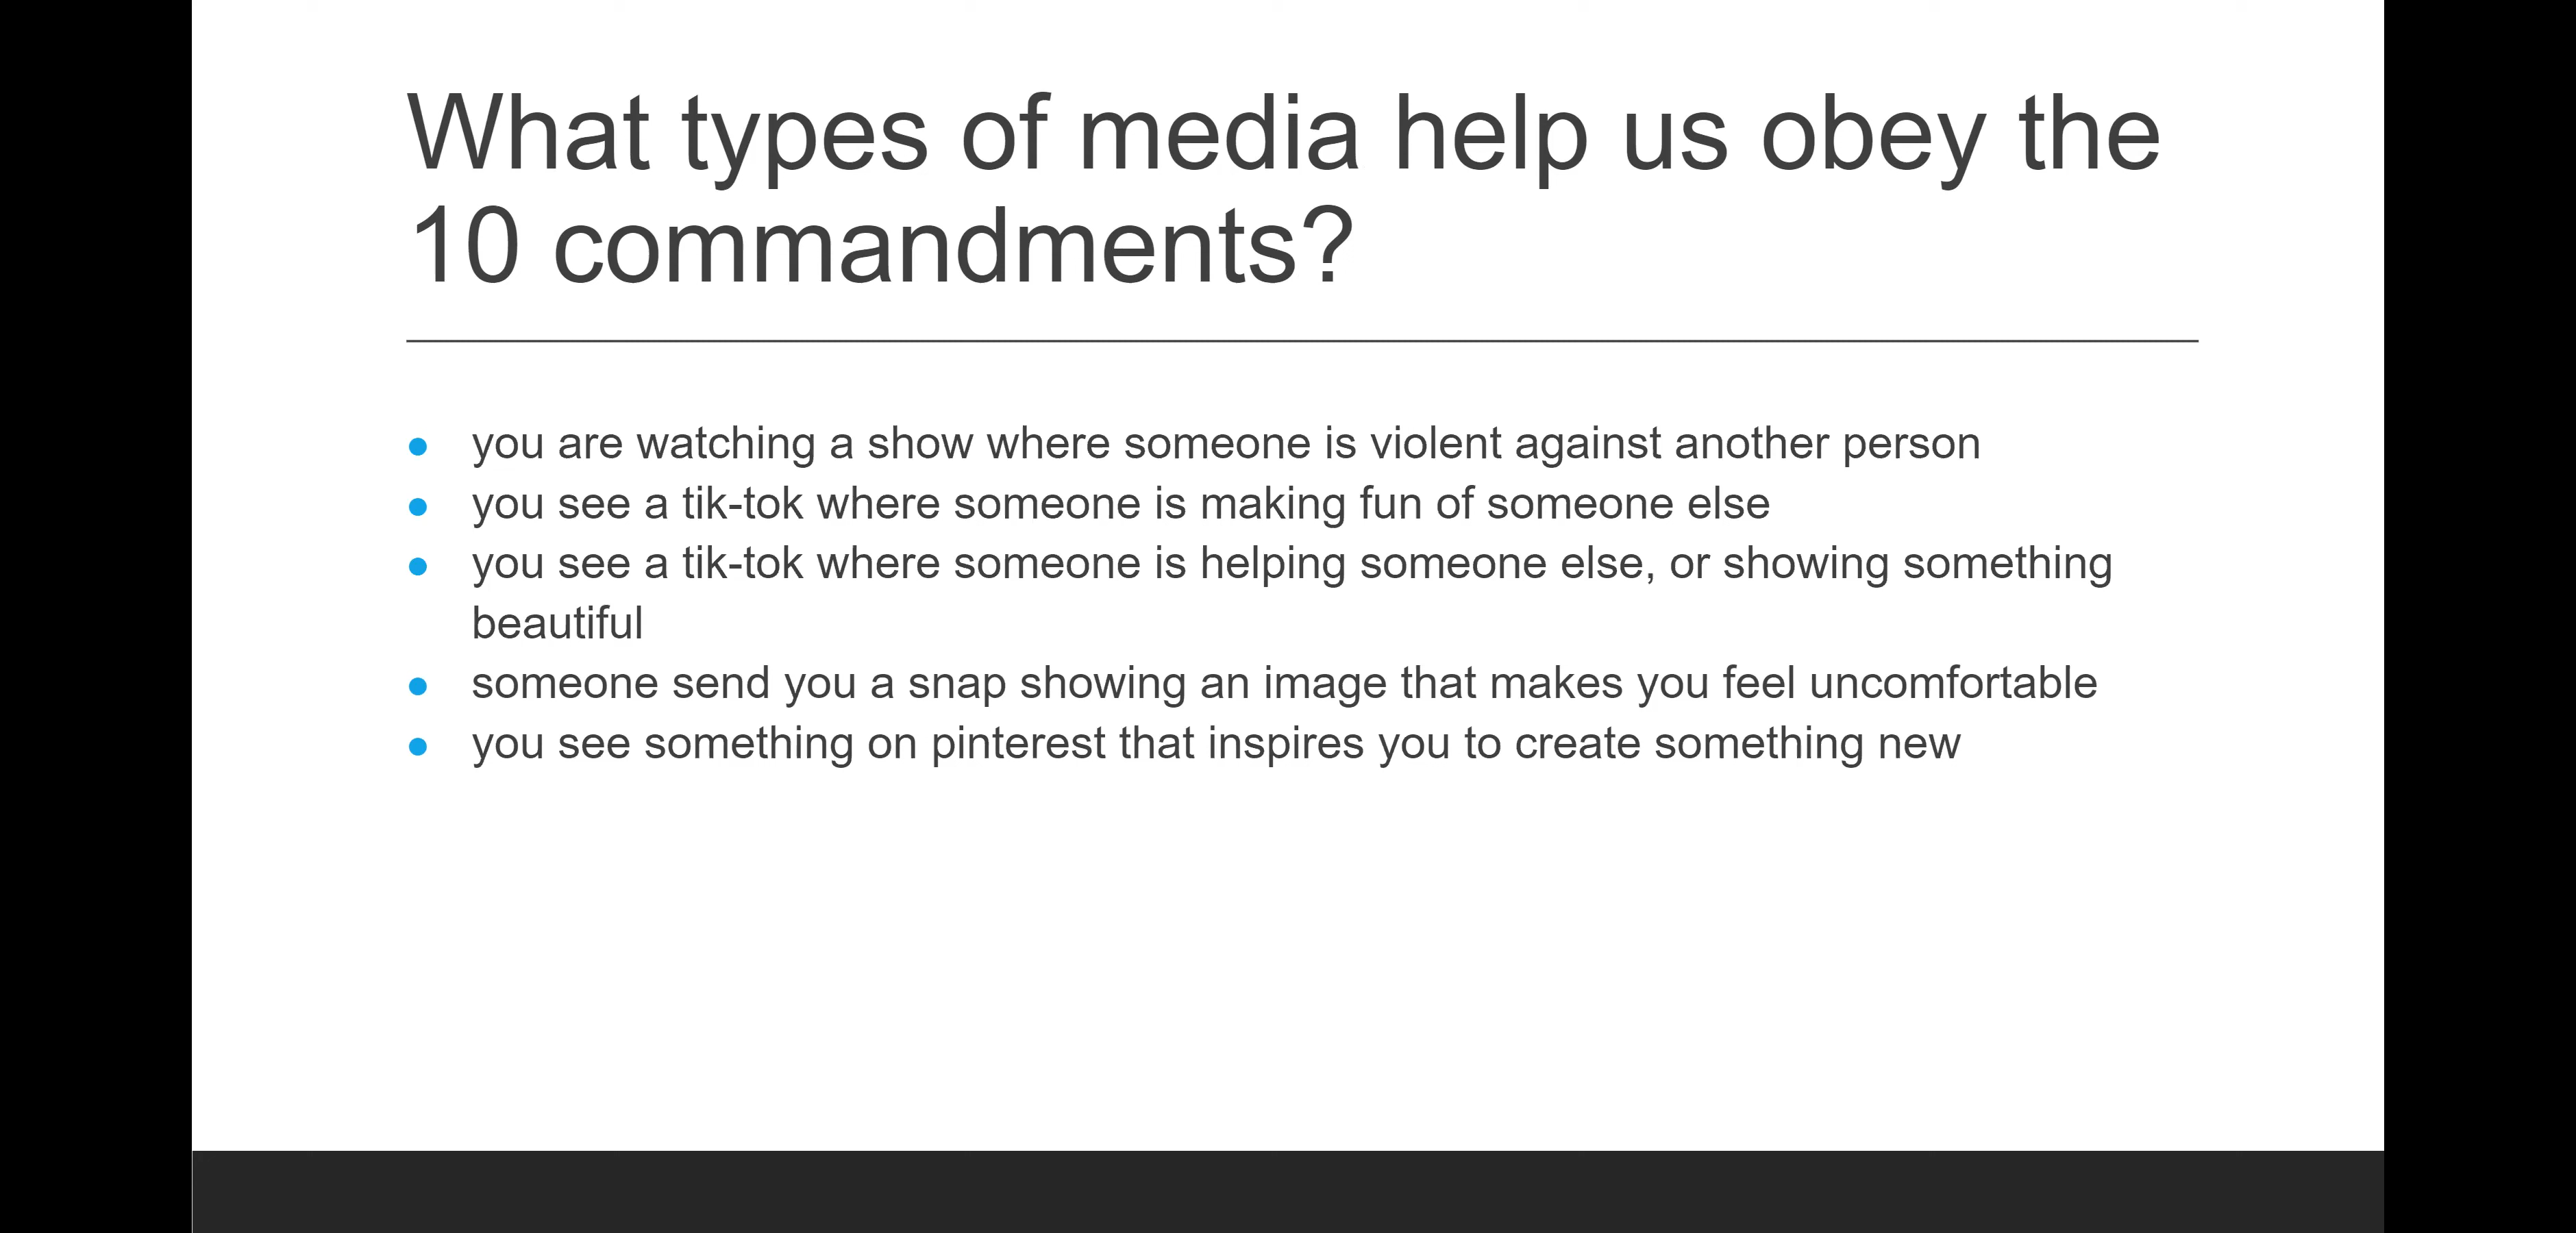 What types of media help us obey the
10 commandments?
you are watching a show where someone is violent against another person
you see a tik-tok where someone is making fun of someone else
you see a tik-tok where someone is helping someone else, or showing something
beautiful
someone send you a snap showing an image that makes you feel uncomfortable
you see something on pinterest that inspires you to create something new